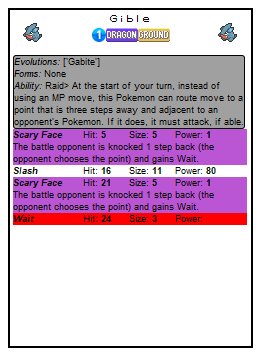 Gible
1 DRAGON GROUND
Evolutions: ['Gabite']
Forms: None
Ability: Raid> At the start of your turn, instead of
using an MP move, this Pokemon can route move to a
point that is three steps away and adjacent to an
opponent's Pokemon. If it does, it must attack, if able.
Scary Face Hit: 5 Size: 5 Power: 1
The battle opponent is knocked 1 step back (the
opponent chooses the point) and gains Wait.
Slash Hit: 16 Size: 11 Power: 80
Scary Face Hit: 21 Size: 5 Power: 1
The battle opponent is knocked 1 step back (the
opponent chooses the point) and gains Wait.
Wait Hit: 24 Size: 3 Power: